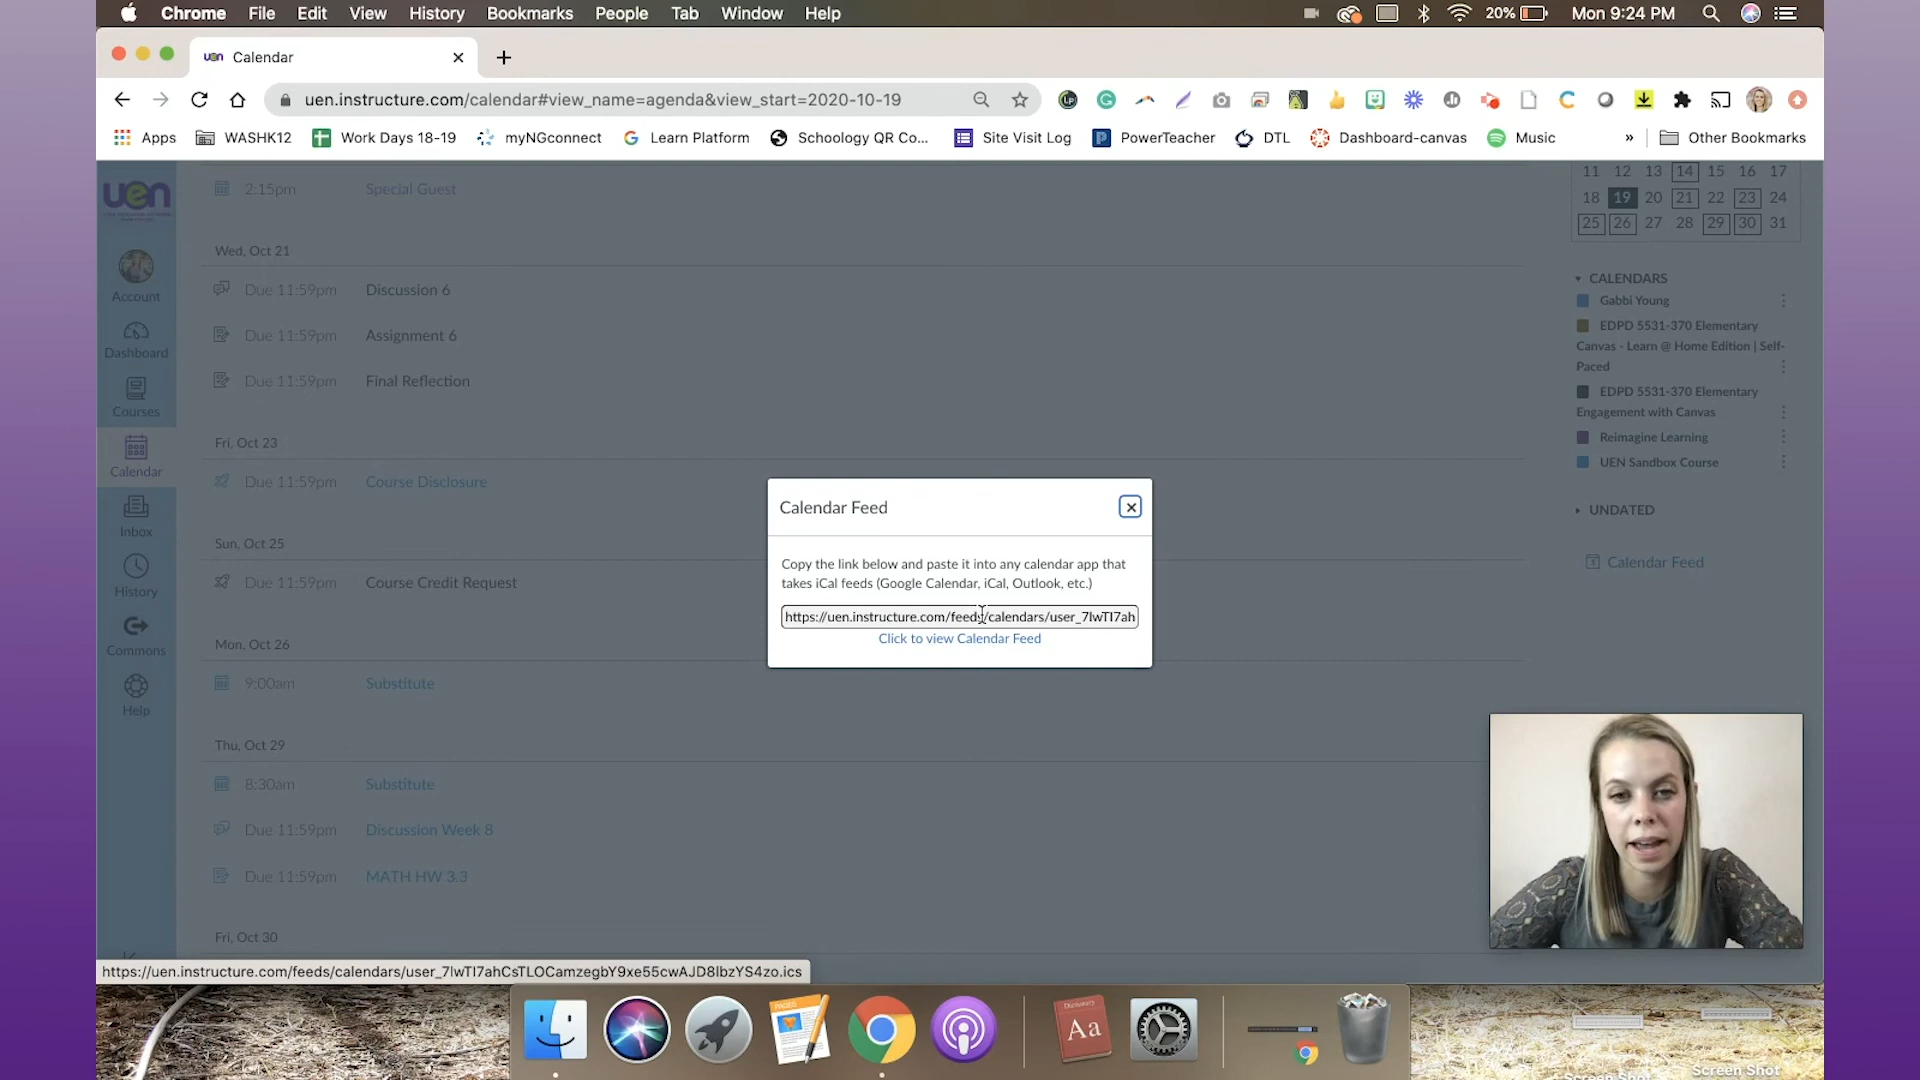 Chrome File Edit View History Bookmarks People Tab Window Help
20% Mon 9:24 PM
uen Calendar
uen.instructure.com/calendar#view_name=agenda&view_start=2020-10-19
Apps WASHK12 Work Days 18-19 myNGconnect Learn Platform Schoology QR Co... Site Visit Log PowerTeacher DTL Dashboard-canvas Music » Other Bookmarks
uen
Account
Dashboard
Courses
Calendar
Inbox
History
Commons
Help
2:15pm Special Guest
Wed, Oct 21
Due 11:59pm Discussion 6
Due 11:59pm Assignment 6
Due 11:59pm Final Reflection
Fri, Oct 23
Due 11:59pm Course Disclosure
Sun, Oct 25
Due 11:59pm Course Credit Request
Mon, Oct 26
9:00am Substitute
Thu, Oct 29
8:30am Substitute
Due 11:59pm Discussion Week 8
Due 11:59pm MATH HW 3.3
Fri, Oct 30
Calendar Feed
Copy the link below and paste it into any calendar app that
takes iCal feeds (Google Calendar, iCal, Outlook, etc.)
https://uen.instructure.com/feeds/calendars/user_7lwTI7ah
Click to view Calendar Feed
11 12 13 14 15 16 17
18 19 20 21 22 23 24
25 26 27 28 29 30 31
CALENDARS
Gabbi Young
EDPD 5531-370 Elementary
Canvas - Learn @ Home Edition | Self-
Paced
EDPD 5531-370 Elementary
Engagement with Canvas
Reimagine Learning
UEN Sandbox Course
UNDATED
Calendar Feed
https://uen.instructure.com/feeds/calendars/user_7lwTI7ahCsTLOCamzegbY9xe55cwAJD8lbzYS4zo.ics
Dictionary
Aa
Screen Shot
Screen Shot